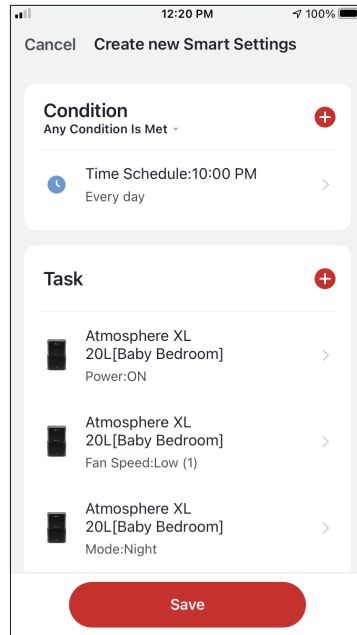 12:20 PM
100%
Cancel Create new Smart Settings
Condition
Any Condition Is Met
Time Schedule:10:00 PM
Every day
Task
Atmosphere XL
20L[Baby Bedroom]
Power:ON
Atmosphere XL
20L[Baby Bedroom]
Fan Speed:Low (1)
Atmosphere XL
20L[Baby Bedroom]
Mode:Night
Save